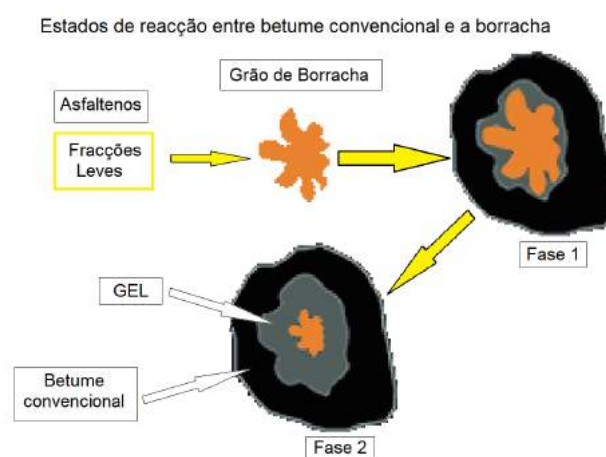 Estados de reacção entre betume convencional e a borracha
Grão de Borracha
Asfaltenos
Fracções
Leves
Fase 1
GEL
Betume
convencional
Fase 2